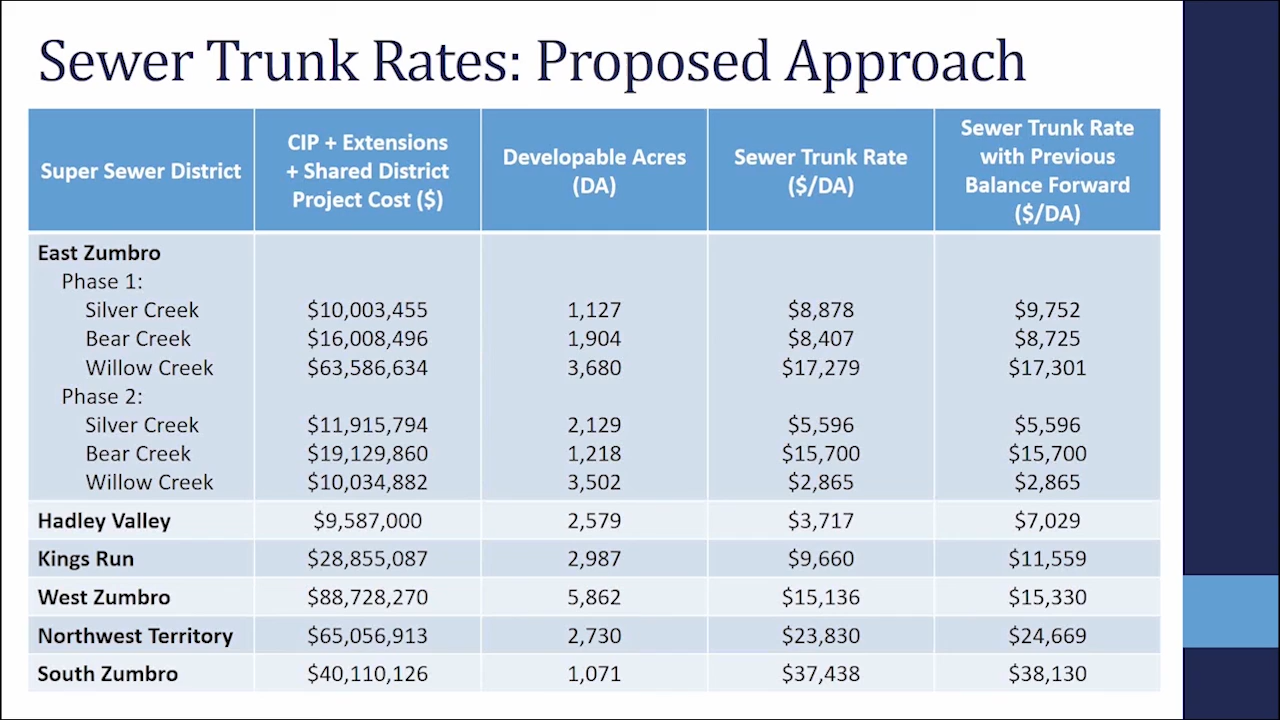 Sewer Trunk Rates: Proposed Approach
Super Sewer District
CIP + Extensions
+ Shared District
Project Cost ($)
Developable Acres
(DA)
Sewer Trunk Rate
($/DA)
Sewer Trunk Rate
with Previous
Balance Forward
($/DA)
East Zumbro
Phase 1:
Silver Creek $10,003,455 1,127 $8,878 $9,752
Bear Creek $16,008,496 1,904 $8,407 $8,725
Willow Creek $63,586,634 3,680 $17,279 $17,301
Phase 2:
Silver Creek $11,915,794 2,129 $5,596 $5,596
Bear Creek $19,129,860 1,218 $15,700 $15,700
Willow Creek $10,034,882 3,502 $2,865 $2,865
Hadley Valley $9,587,000 2,579 $3,717 $7,029
Kings Run $28,855,087 2,987 $9,660 $11,559
West Zumbro $88,728,270 5,862 $15,136 $15,330
Northwest Territory $65,056,913 2,730 $23,830 $24,669
South Zumbro $40,110,126 1,071 $37,438 $38,130